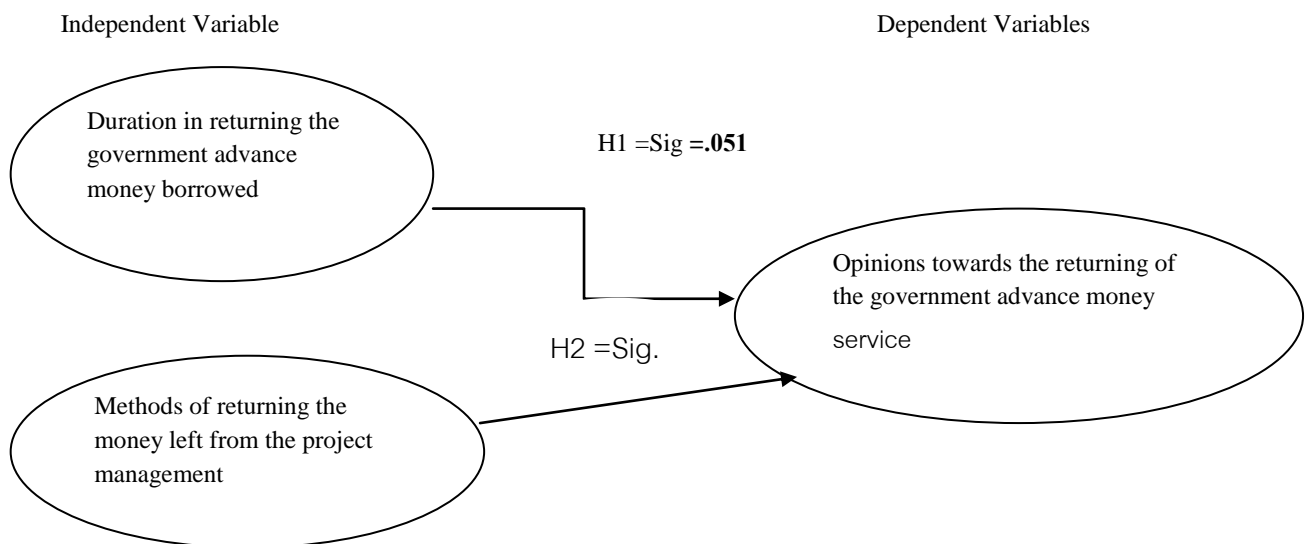 Independent Variable
Dependent Variables
Duration in returning the
government advance
money borrowed
H1 =Sig =.051
Opinions towards the returning of
the government advance money
service
H2 =Sig.
Methods of returning the
money left from the project
management